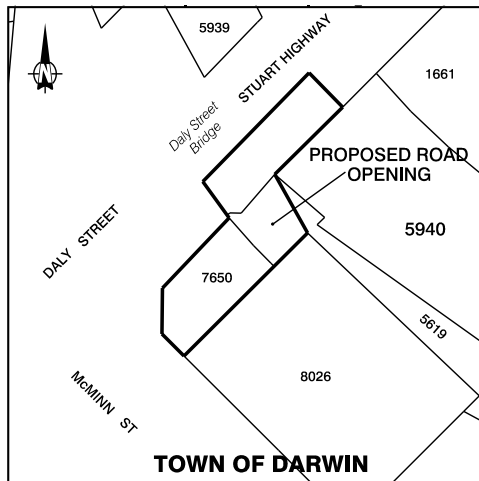 5939
STUART HIGHWAY
1661
N
Daly Street
Bridge
PROPOSED ROAD
OPENING
DALY STREET
5940
7650
5619
8026
McMINN ST
TOWN OF DARWIN